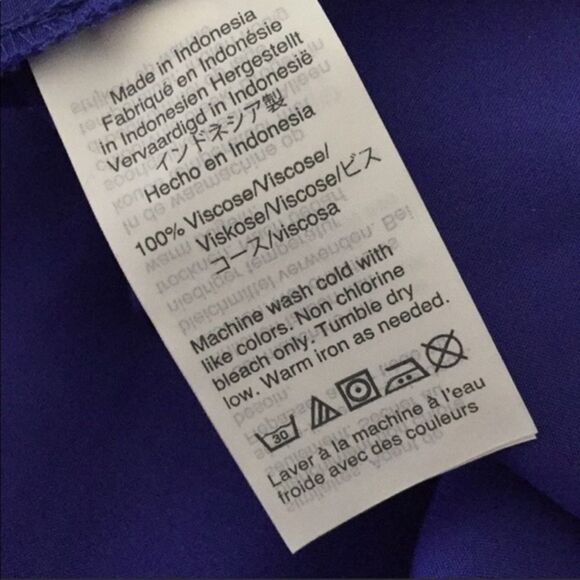 Made in Indonesia
Fabriqué en Indonésie
in Indonesien Hergestellt
Vervaardigd in Indonesië
インドネシア製
Hecho en Indonesia
100% Viscose/Viscose/
Viskose/Viscose/ビス
コース/viscosa
Machine wash cold with
like colors. Non chlorine
bleach only. Tumble dry
low. Warm iron as needed.
30
Laver à la machine à l'eau
froide avec des couleurs